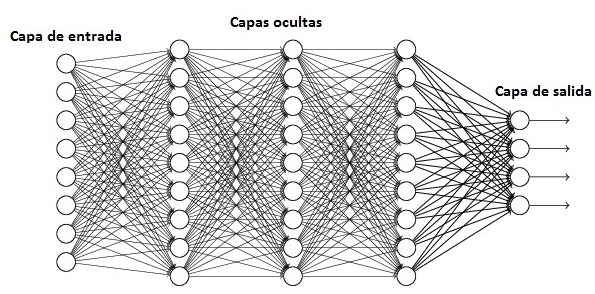 Capas ocultas
Capa de entrada
Capa de salida